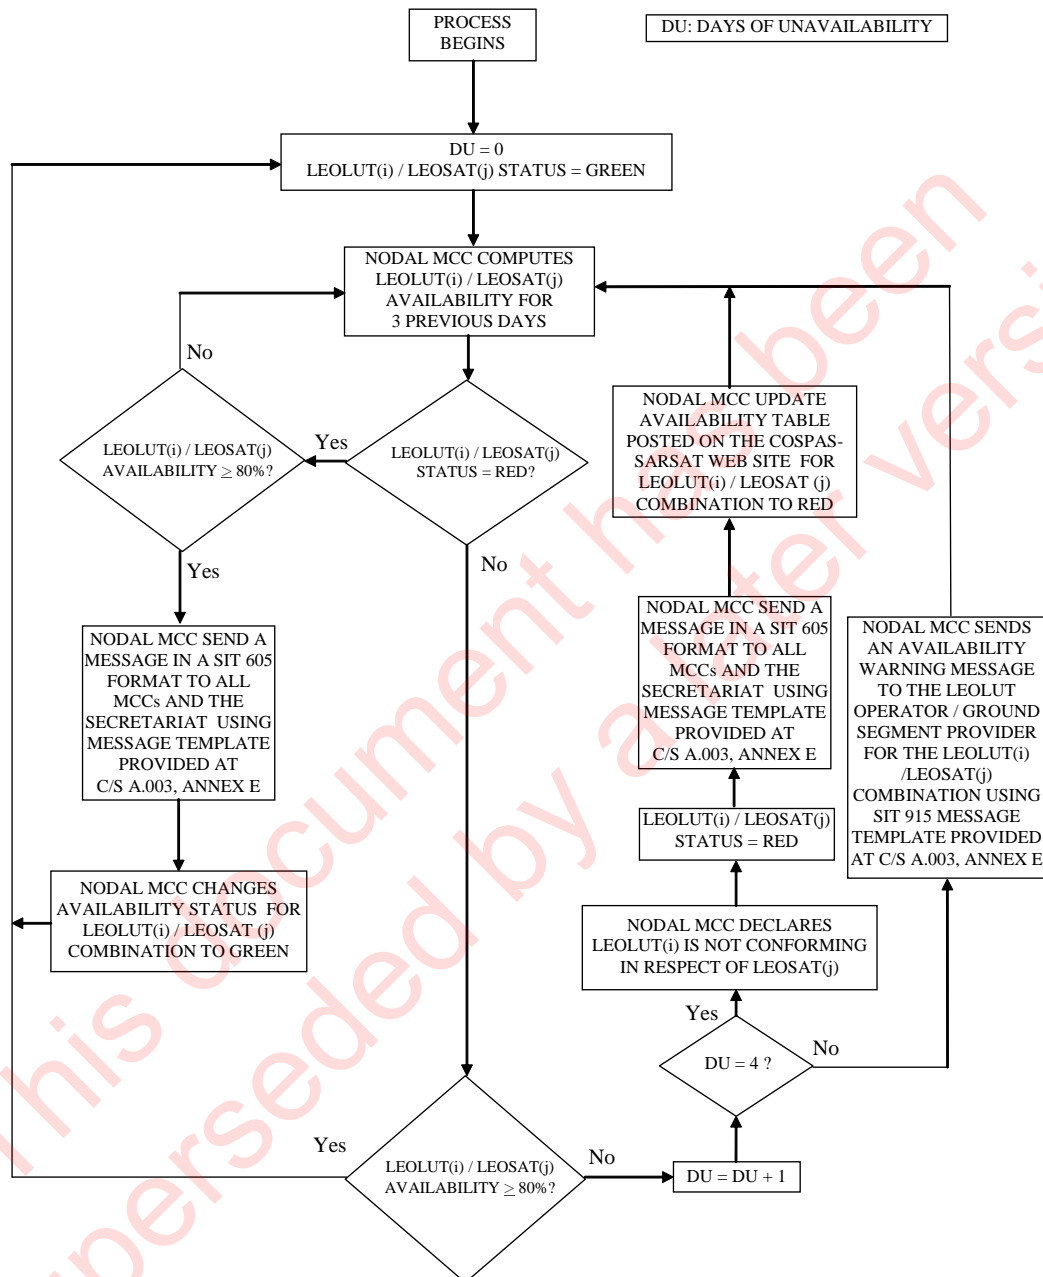 PROCESS
BEGINS
DU: DAYS OF UNAVAILABILITY
DU = 0
LEOLUT(i) / LEOSAT(j) STATUS = GREEN
NODAL MCC COMPUTES
LEOLUT(i) / LEOSAT(j)
AVAILABILITY FOR
3 PREVIOUS DAYS
No
LEOLUT(i) / LEOSAT(j)
AVAILABILITY ≥ 80%?
Yes
LEOLUT(i) / LEOSAT(j)
STATUS = RED?
NODAL MCC UPDATE
AVAILABILITY TABLE
POSTED ON THE COSPAS-
SARSAT WEB SITE FOR
LEOLUT(i) / LEOSAT (j)
COMBINATION TO RED
Yes
No
NODAL MCC SEND A
MESSAGE IN A SIT 605
FORMAT TO ALL
MCCs AND THE
SECRETARIAT USING
MESSAGE TEMPLATE
PROVIDED AT
C/S A.003, ANNEX E
NODAL MCC SEND A
MESSAGE IN A SIT 605
FORMAT TO ALL
MCCs AND THE
SECRETARIAT USING
MESSAGE TEMPLATE
PROVIDED AT
C/S A.003, ANNEX E
NODAL MCC SENDS
AN AVAILABILITY
WARNING MESSAGE
TO THE LEOLUT
OPERATOR / GROUND
SEGMENT PROVIDER
FOR THE LEOLUT(i)
/LEOSAT(j)
COMBINATION USING
SIT 915 MESSAGE
TEMPLATE PROVIDED
AT C/S A.003, ANNEX E
LEOLUT(i) / LEOSAT(j)
STATUS = RED
NODAL MCC CHANGES
AVAILABILITY STATUS FOR
LEOLUT(i) / LEOSAT (j)
COMBINATION TO GREEN
NODAL MCC DECLARES
LEOLUT(i) IS NOT CONFORMING
IN RESPECT OF LEOSAT(j)
Yes
DU = 4 ?
No
Yes
LEOLUT(i) / LEOSAT(j)
AVAILABILITY ≥ 80%?
No
DU = DU + 1
This document has been
superseded by a later versi